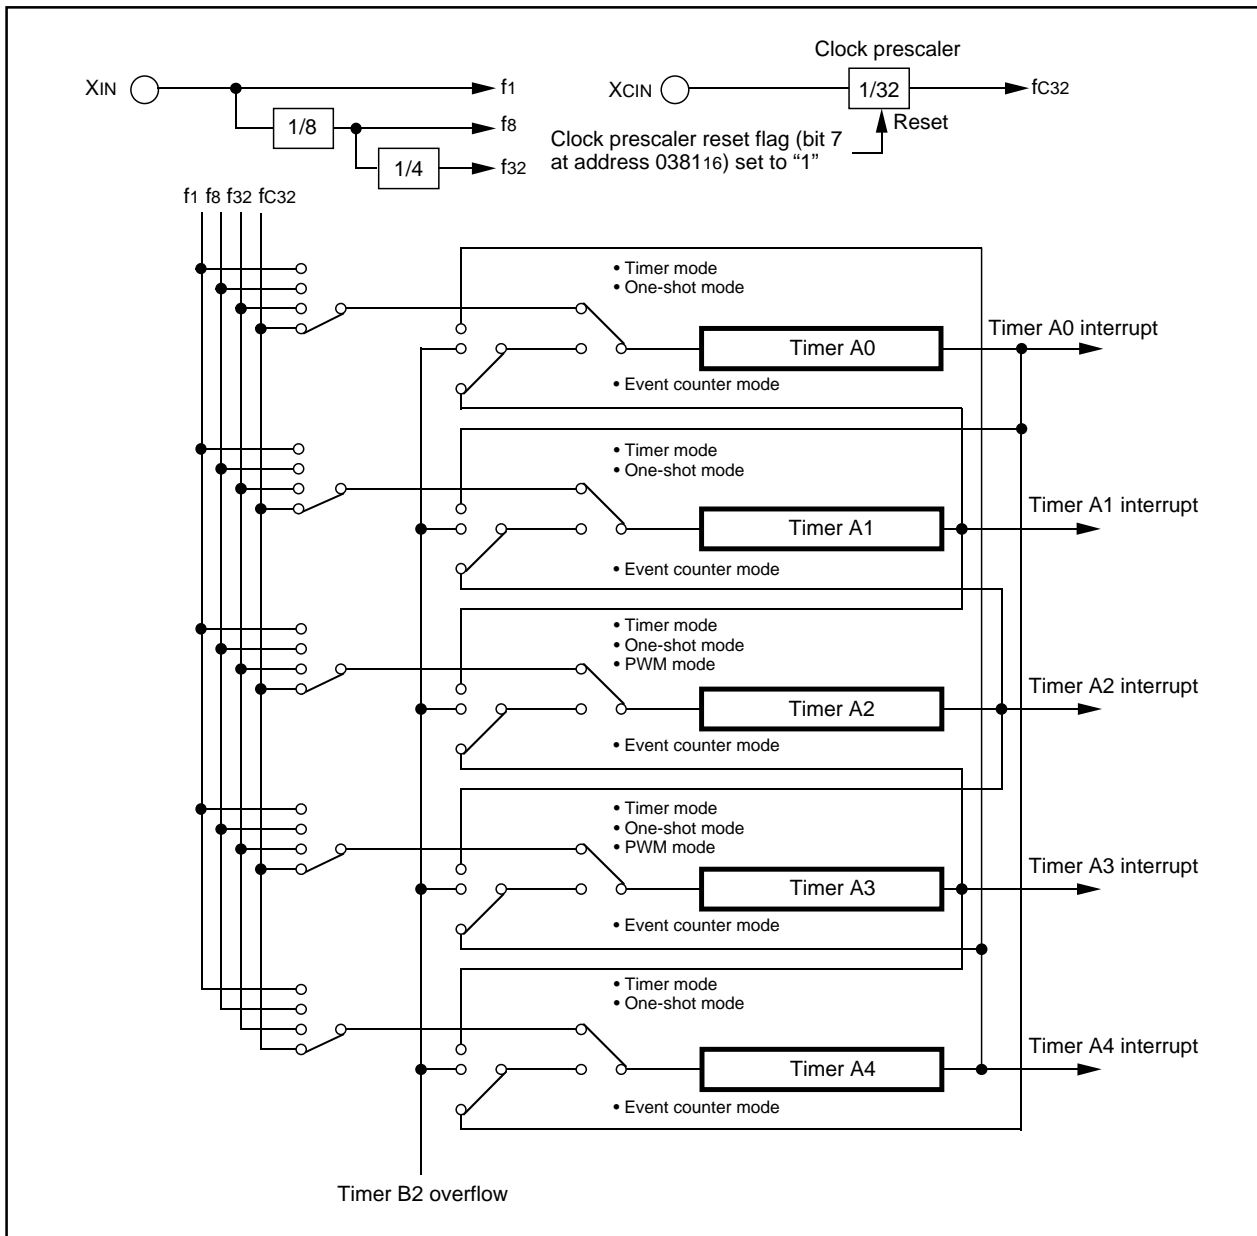 XIN
f1
1/8
f8
1/4
f32
Clock prescaler
XCIN
1/32
fC32
Reset
Clock prescaler reset flag (bit 7
at address 038116) set to “1”
f1 f8 f32 fC32
• Timer mode
• One-shot mode
Timer A0
Timer A0 interrupt
• Event counter mode
• Timer mode
• One-shot mode
Timer A1
Timer A1 interrupt
• Event counter mode
• Timer mode
• One-shot mode
• PWM mode
Timer A2
Timer A2 interrupt
• Event counter mode
• Timer mode
• One-shot mode
• PWM mode
Timer A3
Timer A3 interrupt
• Event counter mode
• Timer mode
• One-shot mode
Timer A4
Timer A4 interrupt
• Event counter mode
Timer B2 overflow